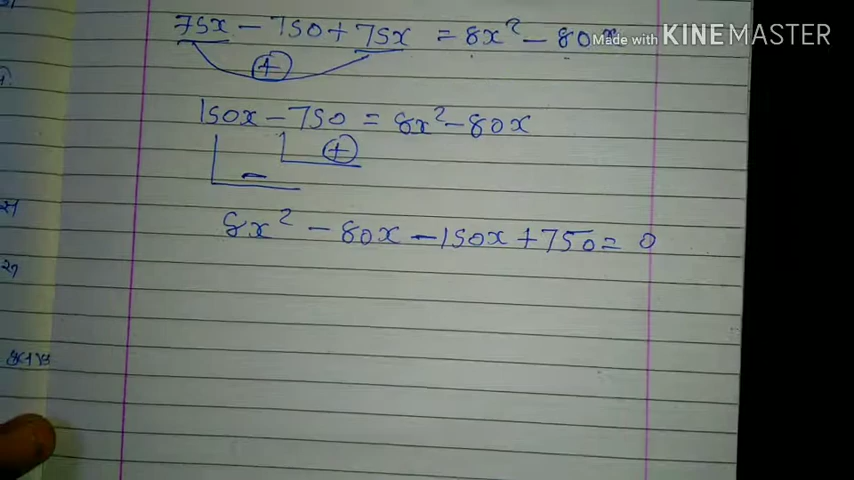 75x - 750 + 75x = 8x² - 80x
Made with KINEMASTER
+
150x - 750 = 8x² - 80x
+
-
8x² - 80x - 150x + 750 = 0